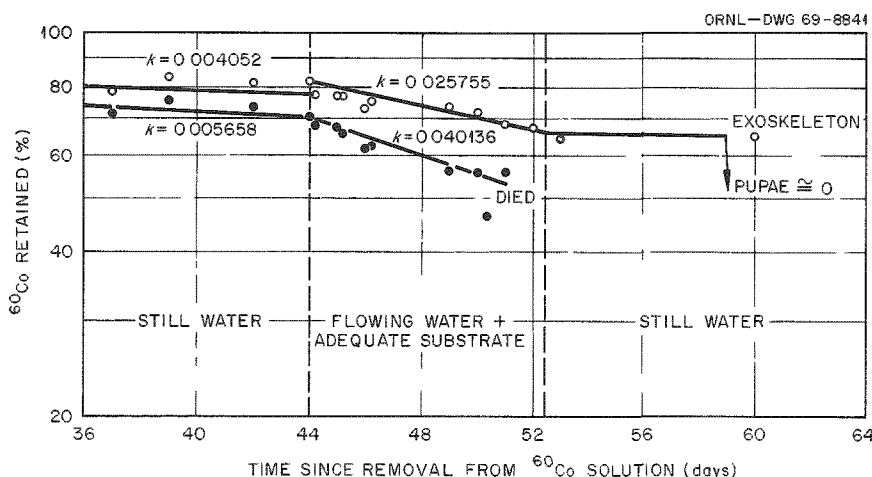 ORNL—DWG 69-8841
100
80
60
40
20
⁶⁰Co RETAINED (%)
k = 0 004052
k = 0 005658
k = 0 025755
k = 0 040136
EXOSKELETON
PUPAE ≅ 0
DIED
STILL WATER
FLOWING WATER +
ADEQUATE SUBSTRATE
STILL WATER
36 40 44 48 52 56 60 64
TIME SINCE REMOVAL FROM ⁶⁰Co SOLUTION (days)